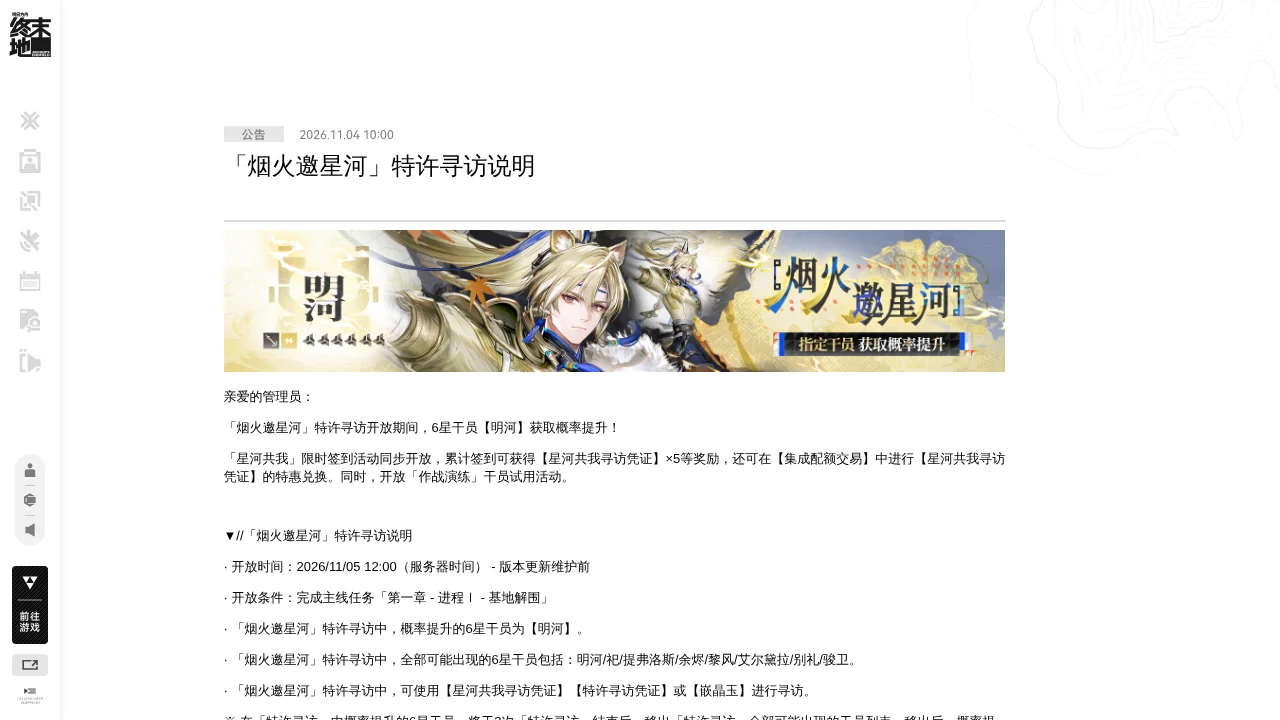 明日方舟
终末地
公告
2026.11.04 10:00
「烟火邀星河」特许寻访说明
明河
烟火邀星河
指定干员 获取概率提升
亲爱的管理员：
「烟火邀星河」特许寻访开放期间，6星干员【明河】获取概率提升！
「星河共我」限时签到活动同步开放，累计签到可获得【星河共我寻访凭证】×5等奖励，还可在【集成配额交易】中进行【星河共我寻访
凭证】的特惠兑换。同时，开放「作战演练」干员试用活动。
▼//「烟火邀星河」特许寻访说明
· 开放时间：2026/11/05 12:00（服务器时间） - 版本更新维护前
· 开放条件：完成主线任务「第一章 - 进程Ⅰ - 基地解围」
· 「烟火邀星河」特许寻访中，概率提升的6星干员为【明河】。
· 「烟火邀星河」特许寻访中，全部可能出现的6星干员包括：明河/祀/提弗洛斯/余烬/黎风/艾尔黛拉/别礼/骏卫。
· 「烟火邀星河」特许寻访中，可使用【星河共我寻访凭证】【特许寻访凭证】或【嵌晶玉】进行寻访。
前往
游戏